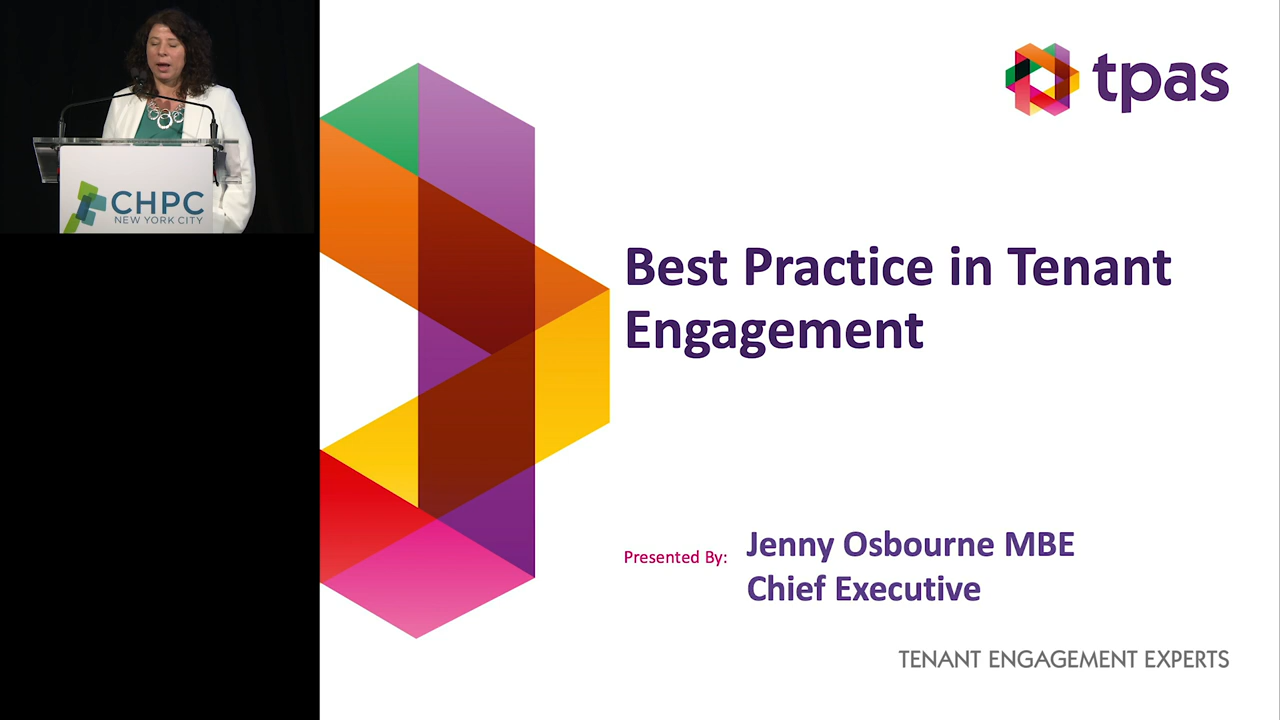 CHPC
NEW YORK CITY
tpas
Best Practice in Tenant
Engagement
Presented By:
Jenny Osbourne MBE
Chief Executive
TENANT ENGAGEMENT EXPERTS